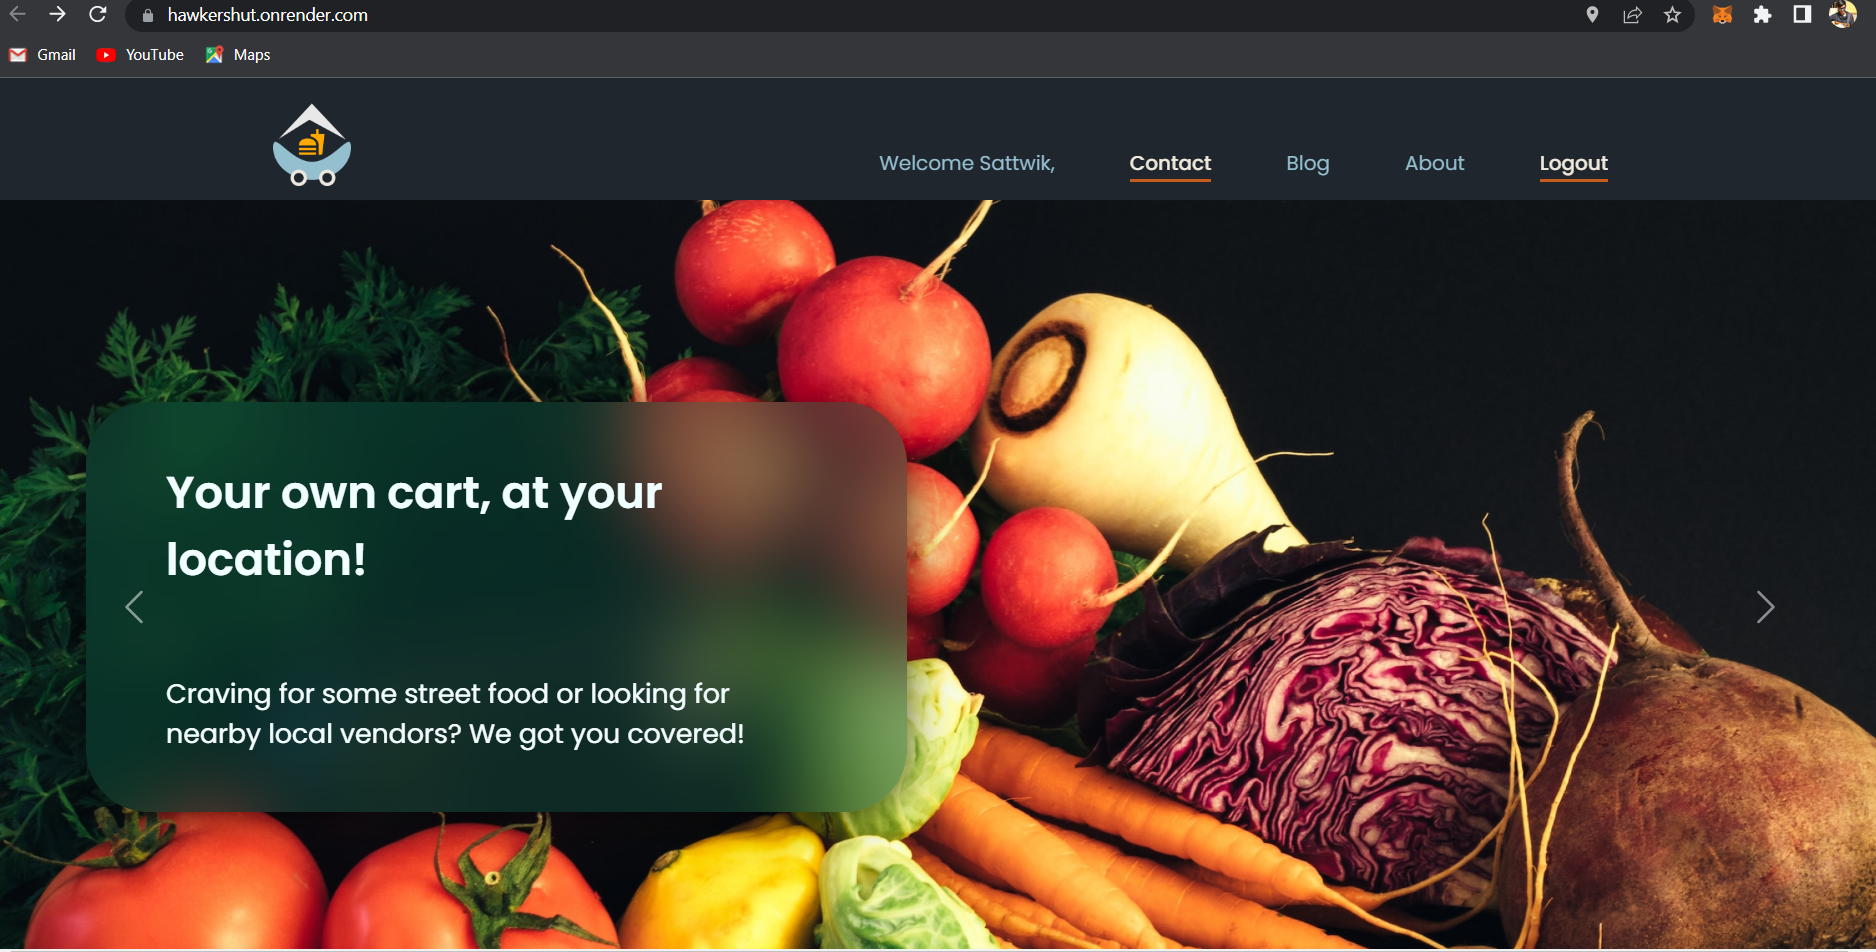 hawkershut.onrender.com
Gmail YouTube Maps
Welcome Sattwik, Contact Blog About Logout
Your own cart, at your
location!
Craving for some street food or looking for
nearby local vendors? We got you covered!